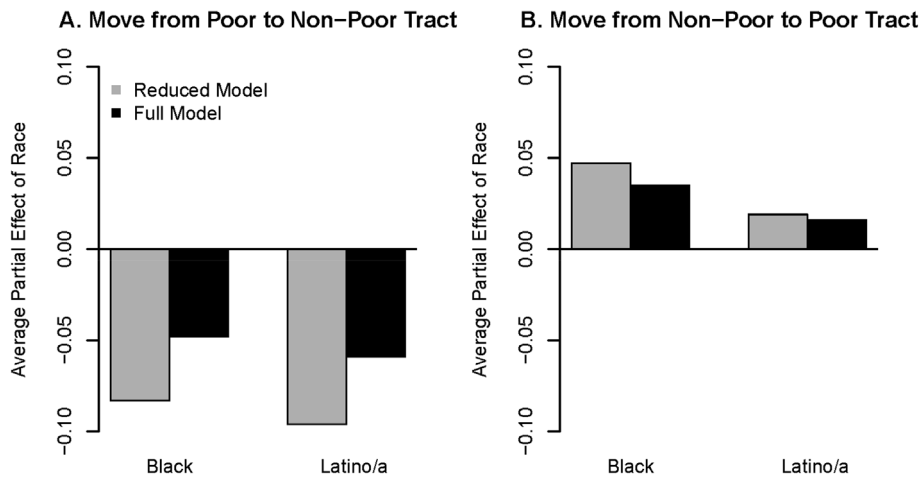 A. Move from Poor to Non−Poor Tract
Average Partial Effect of Race
0.10
0.05
0.00
−0.05
−0.10
Reduced Model
Full Model
Black
Latino/a
B. Move from Non−Poor to Poor Tract
Average Partial Effect of Race
0.10
0.05
0.00
−0.05
−0.10
Black
Latino/a